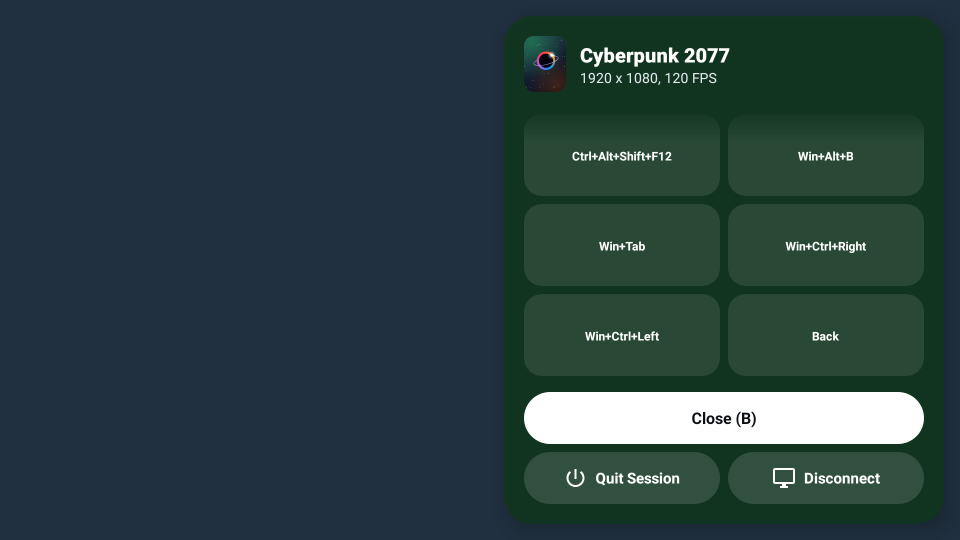 Cyberpunk 2077
1920 x 1080, 120 FPS
Ctrl+Alt+Shift+F12
Win+Alt+B
Win+Tab
Win+Ctrl+Right
Win+Ctrl+Left
Back
Close (B)
Quit Session
Disconnect